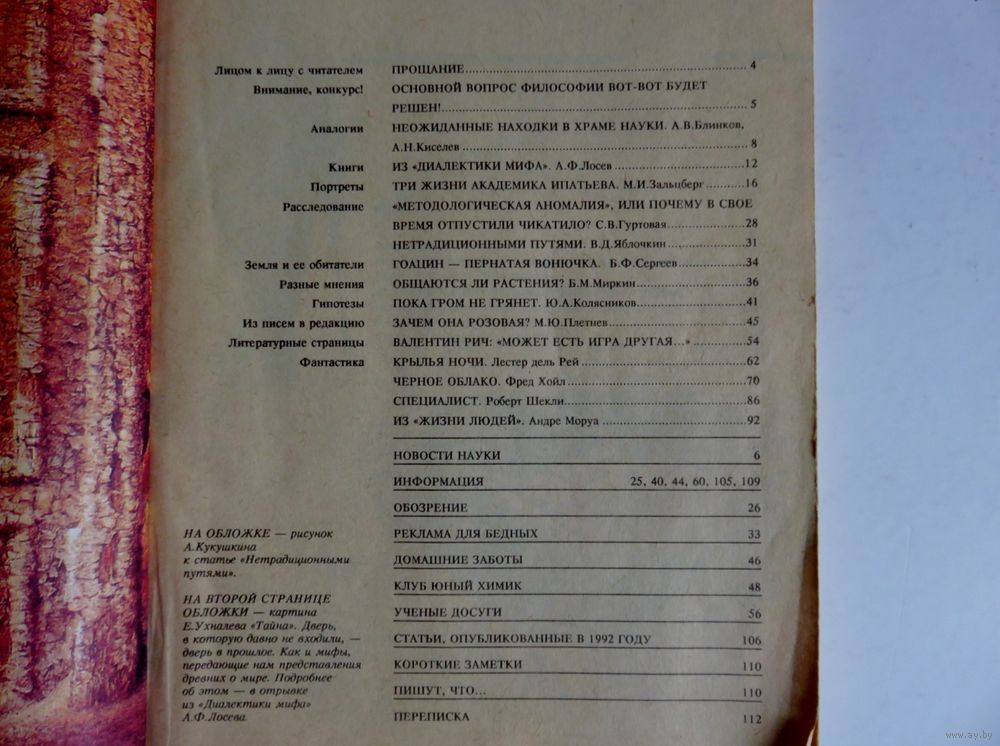 Лицом к лицу с читателем ПРОЩАНИЕ 4
Внимание, конкурс! ОСНОВНОЙ ВОПРОС ФИЛОСОФИИ ВОТ-ВОТ БУДЕТ
РЕШЕН! 5
Аналогии НЕОЖИДАННЫЕ НАХОДКИ В ХРАМЕ НАУКИ. А.В.Блинков,
А.Н.Киселев 8
Книги ИЗ «ДИАЛЕКТИКИ МИФА». А.Ф.Лосев 12
Портреты ТРИ ЖИЗНИ АКАДЕМИКА ИПАТЬЕВА. М.И.Зальцберг 16
Расследование «МЕТОДОЛОГИЧЕСКАЯ АНОМАЛИЯ», ИЛИ ПОЧЕМУ В СВОЕ
ВРЕМЯ ОТПУСТИЛИ ЧИКАТИЛО? С.В.Гуртовая 28
НЕТРАДИЦИОННЫМИ ПУТЯМИ. В.Д.Яблочкин 31
Земля и ее обитатели ГОАЦИН — ПЕРНАТАЯ ВОНЮЧКА. Б.Ф.Сергеев 34
Разные мнения ОБЩАЮТСЯ ЛИ РАСТЕНИЯ? Б.М.Миркин 36
Гипотезы ПОКА ГРОМ НЕ ГРЯНЕТ. Ю.А.Колясников 41
Из писем в редакцию ЗАЧЕМ ОНА РОЗОВАЯ? М.Ю.Плетнев 45
Литературные страницы ВАЛЕНТИН РИЧ: «МОЖЕТ ЕСТЬ ИГРА ДРУГАЯ...» 54
Фантастика КРЫЛЬЯ НОЧИ. Лестер дель Рей 62
ЧЕРНОЕ ОБЛАКО. Фред Хойл 70
СПЕЦИАЛИСТ. Роберт Шекли 86
ИЗ «ЖИЗНИ ЛЮДЕЙ». Андре Моруа 92
НОВОСТИ НАУКИ 6
ИНФОРМАЦИЯ 25, 40, 44, 60, 105, 109
ОБОЗРЕНИЕ 26
РЕКЛАМА ДЛЯ БЕДНЫХ 33
ДОМАШНИЕ ЗАБОТЫ 46
КЛУБ ЮНЫЙ ХИМИК 48
УЧЕНЫЕ ДОСУГИ 56
СТАТЬИ, ОПУБЛИКОВАННЫЕ В 1992 ГОДУ 106
КОРОТКИЕ ЗАМЕТКИ 110
ПИШУТ, ЧТО... 110
ПЕРЕПИСКА 112
НА ОБЛОЖКЕ — рисунок
А.Кукушкина
к статье «Нетрадиционными
путями».
НА ВТОРОЙ СТРАНИЦЕ
ОБЛОЖКИ — картина
Е.Ухналева «Тайна». Дверь,
в которую давно не входили, —
дверь в прошлое. Как и мифы,
передающие нам представления
древних о мире. Подробнее
об этом — в отрывке
из «Диалектики мифа»
А.Ф.Лосева.
www.ay.by